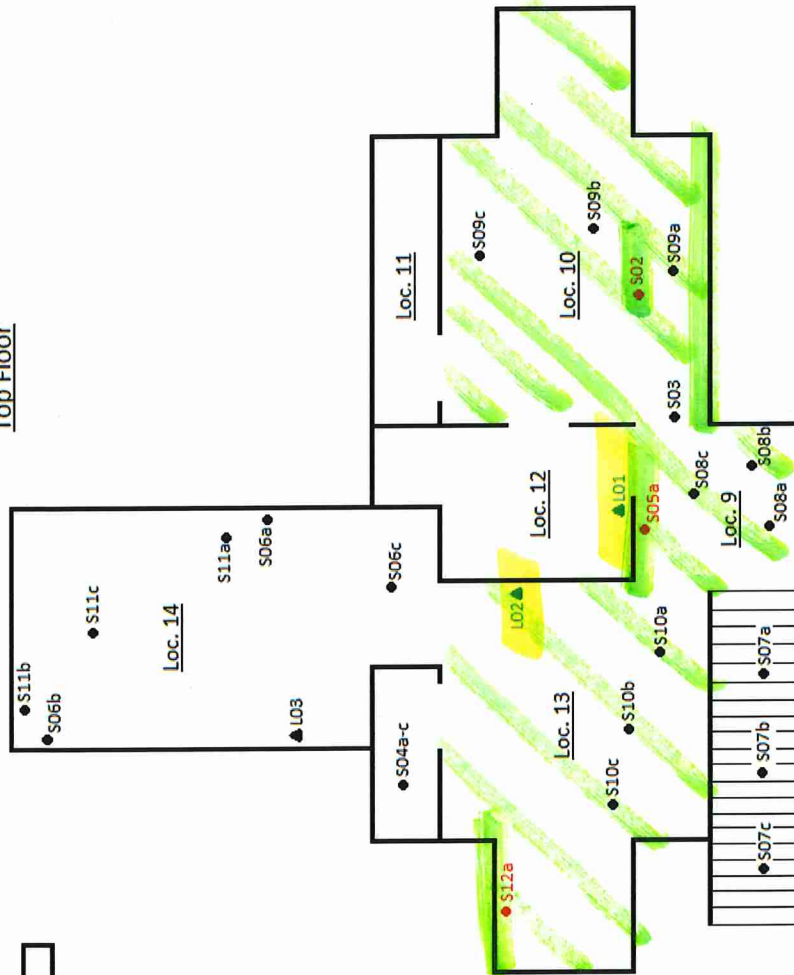 Top Floor
S11b
S06b
S11c
Loc. 14
S11a
S06a
L03
S06c
S04a-c
Loc. 11
S09c
S09b
Loc. 10
S02
S09a
S03
Loc. 12
L01
L02
S05a
S08c
S08b
Loc. 9
S08a
S12a
Loc. 13
S10a
S10b
S10c
S07a
S07b
S07c